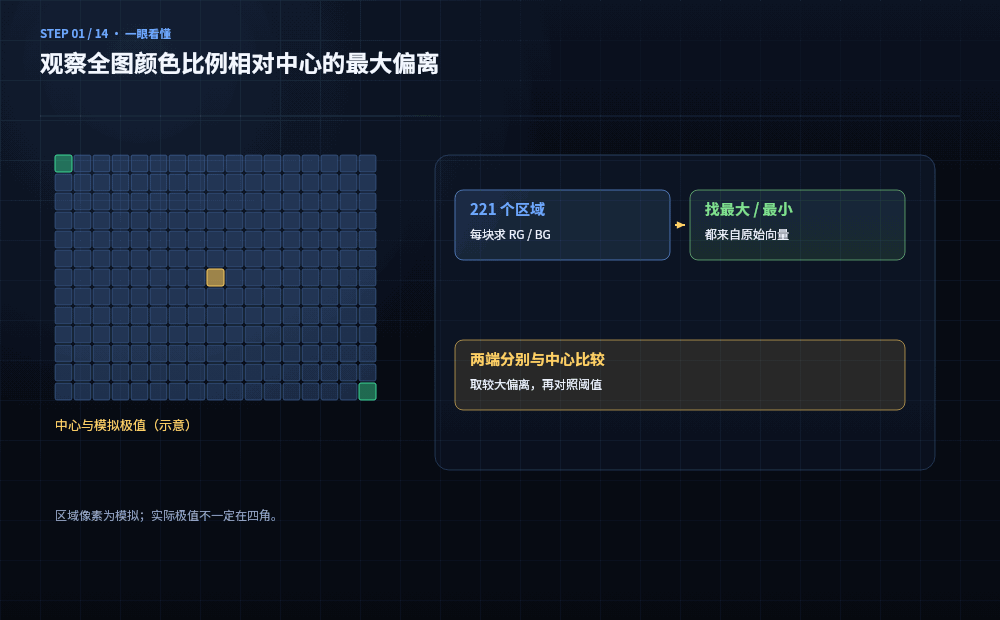 STEP 01 / 14 · 一眼看懂
观察全图颜色比例相对中心的最大偏离
221 个区域
每块求 RG / BG
找最大 / 最小
都来自原始向量
两端分别与中心比较
取较大偏离，再对照阈值
中心与模拟极值（示意）
区域像素为模拟；实际极值不一定在四角。